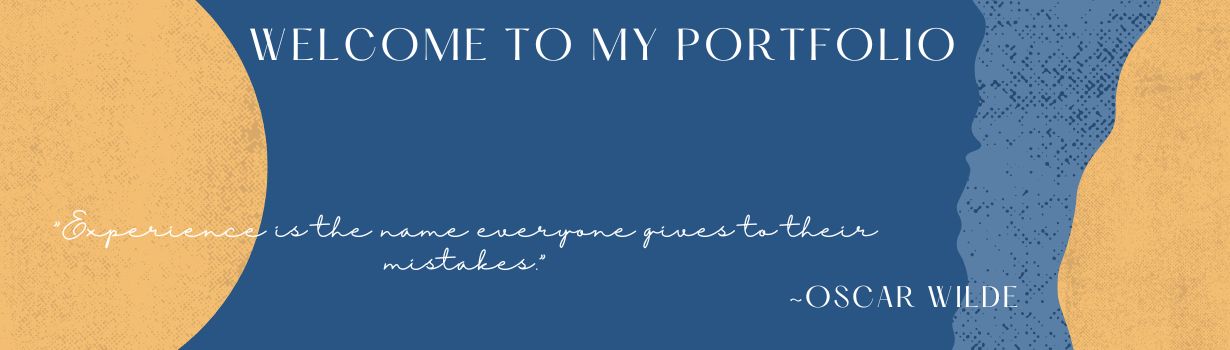 WELCOME TO MY PORTFOLIO
"Experience is the name everyone gives to their
mistakes."
~OSCAR WILDE